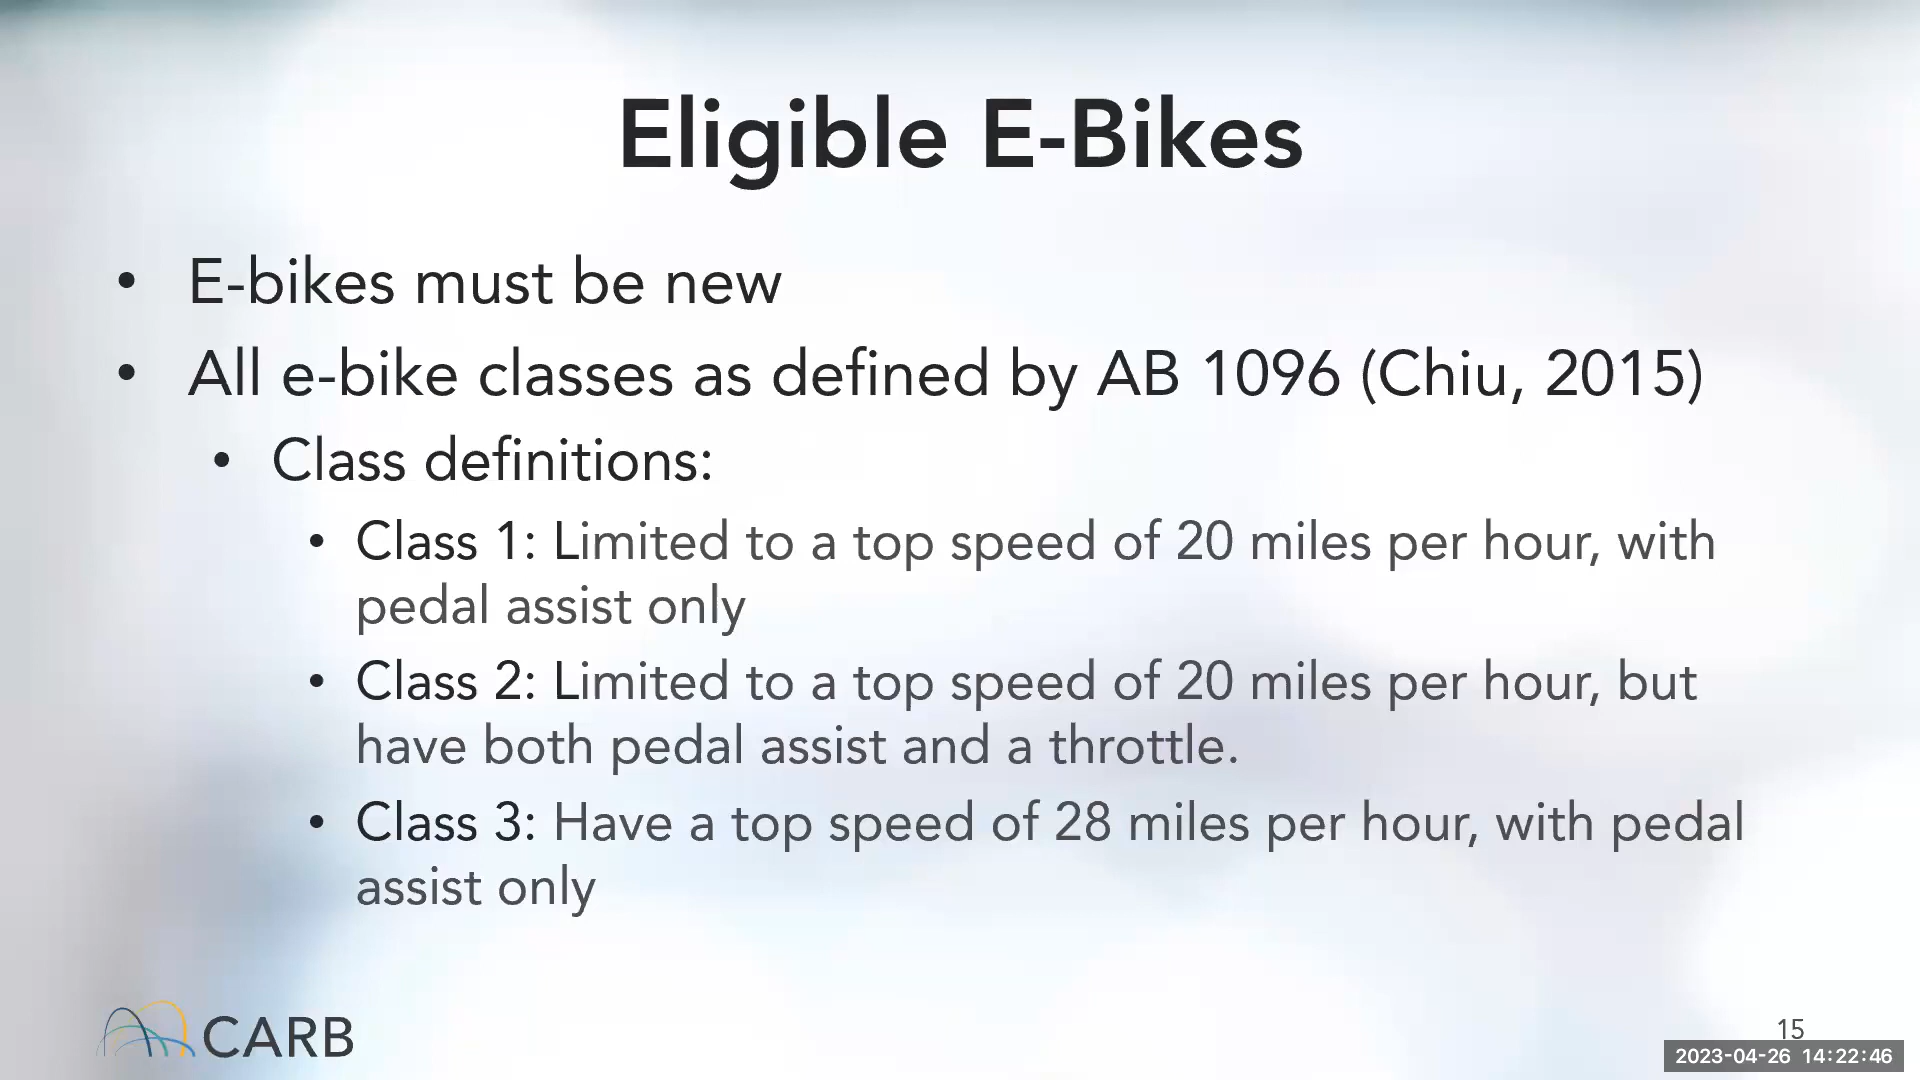 Eligible E-Bikes
• E-bikes must be new
• All e-bike classes as defined by AB 1096 (Chiu, 2015)
• Class definitions:
• Class 1: Limited to a top speed of 20 miles per hour, with
pedal assist only
• Class 2: Limited to a top speed of 20 miles per hour, but
have both pedal assist and a throttle.
• Class 3: Have a top speed of 28 miles per hour, with pedal
assist only
CARB
15
2023-04-26 14:22:46